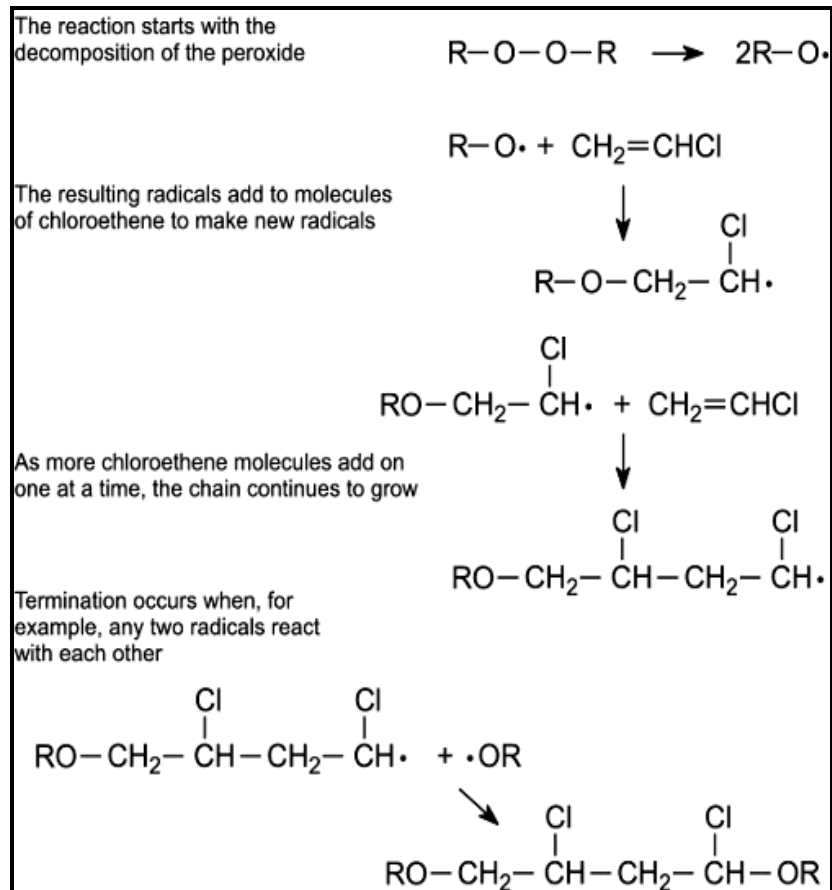 The reaction starts with the
decomposition of the peroxide
R–O–O–R → 2R–O•
R–O• + CH₂=CHCl
The resulting radicals add to molecules
of chloroethene to make new radicals
Cl
R–O–CH₂–CH•
Cl
RO–CH₂–CH• + CH₂=CHCl
As more chloroethene molecules add on
one at a time, the chain continues to grow
Cl Cl
RO–CH₂–CH–CH₂–CH•
Termination occurs when, for
example, any two radicals react
with each other
Cl Cl
RO–CH₂–CH–CH₂–CH• + •OR
Cl Cl
RO–CH₂–CH–CH₂–CH–OR